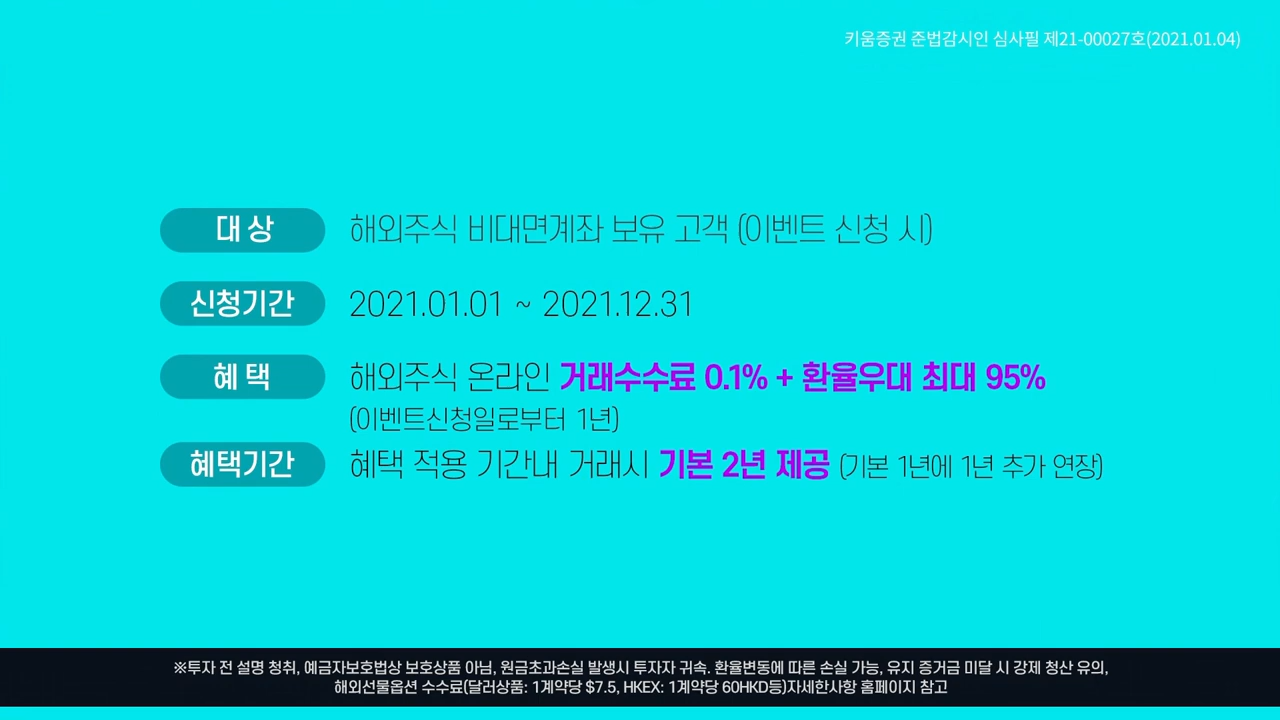 키움증권 준법감시인 심사필 제21-00027호(2021.01.04)
대 상 해외주식 비대면계좌 보유 고객 (이벤트 신청 시)
신청기간 2021.01.01 ~ 2021.12.31
혜 택 해외주식 온라인 거래수수료 0.1% + 환율우대 최대 95%
(이벤트신청일로부터 1년)
혜택기간 혜택 적용 기간내 거래시 기본 2년 제공 (기본 1년에 1년 추가 연장)
※투자 전 설명 청취, 예금자보호법상 보호상품 아님, 원금초과손실 발생시 투자자 귀속. 환율변동에 따른 손실 가능, 유지 증거금 미달 시 강제 청산 유의,
해외선물옵션 수수료(달러상품: 1계약당 $7.5, HKEX: 1계약당 60HKD등)자세한사항 홈페이지 참고